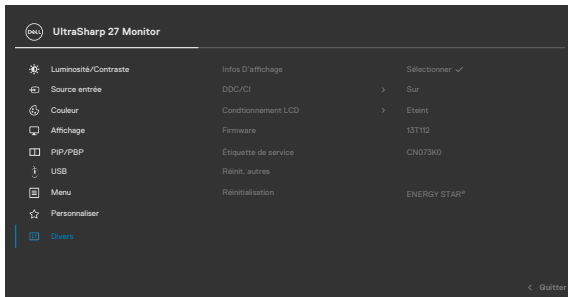 DELL UltraSharp 27 Monitor
Luminosité/Contraste Infos D'affichage Sélectionner ✓
Source entrée DDC/CI > Sur
Couleur Condtionnement LCD > Eteint
Affichage Firmware 13T112
PIP/PBP Étiquette de service CN073K0
USB Réinit. autres
Menu Réinitialisation ENERGY STAR®
Personnaliser
Divers
< Quitter